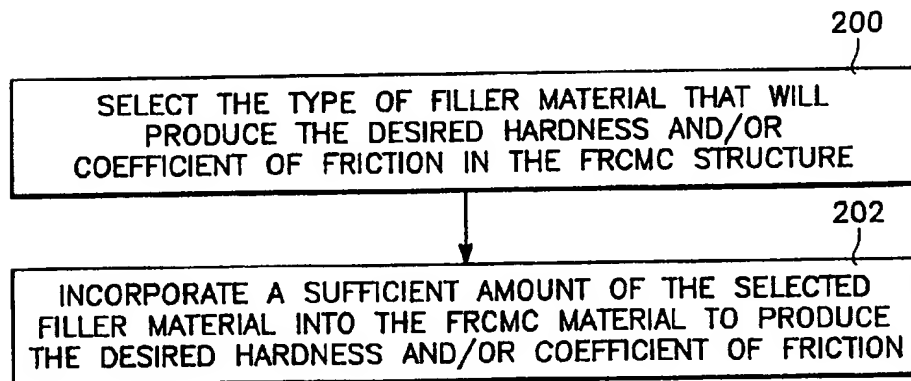 200
SELECT THE TYPE OF FILLER MATERIAL THAT WILL
PRODUCE THE DESIRED HARDNESS AND/OR
COEFFICIENT OF FRICTION IN THE FRCMC STRUCTURE
202
INCORPORATE A SUFFICIENT AMOUNT OF THE SELECTED
FILLER MATERIAL INTO THE FRCMC MATERIAL TO PRODUCE
THE DESIRED HARDNESS AND/OR COEFFICIENT OF FRICTION